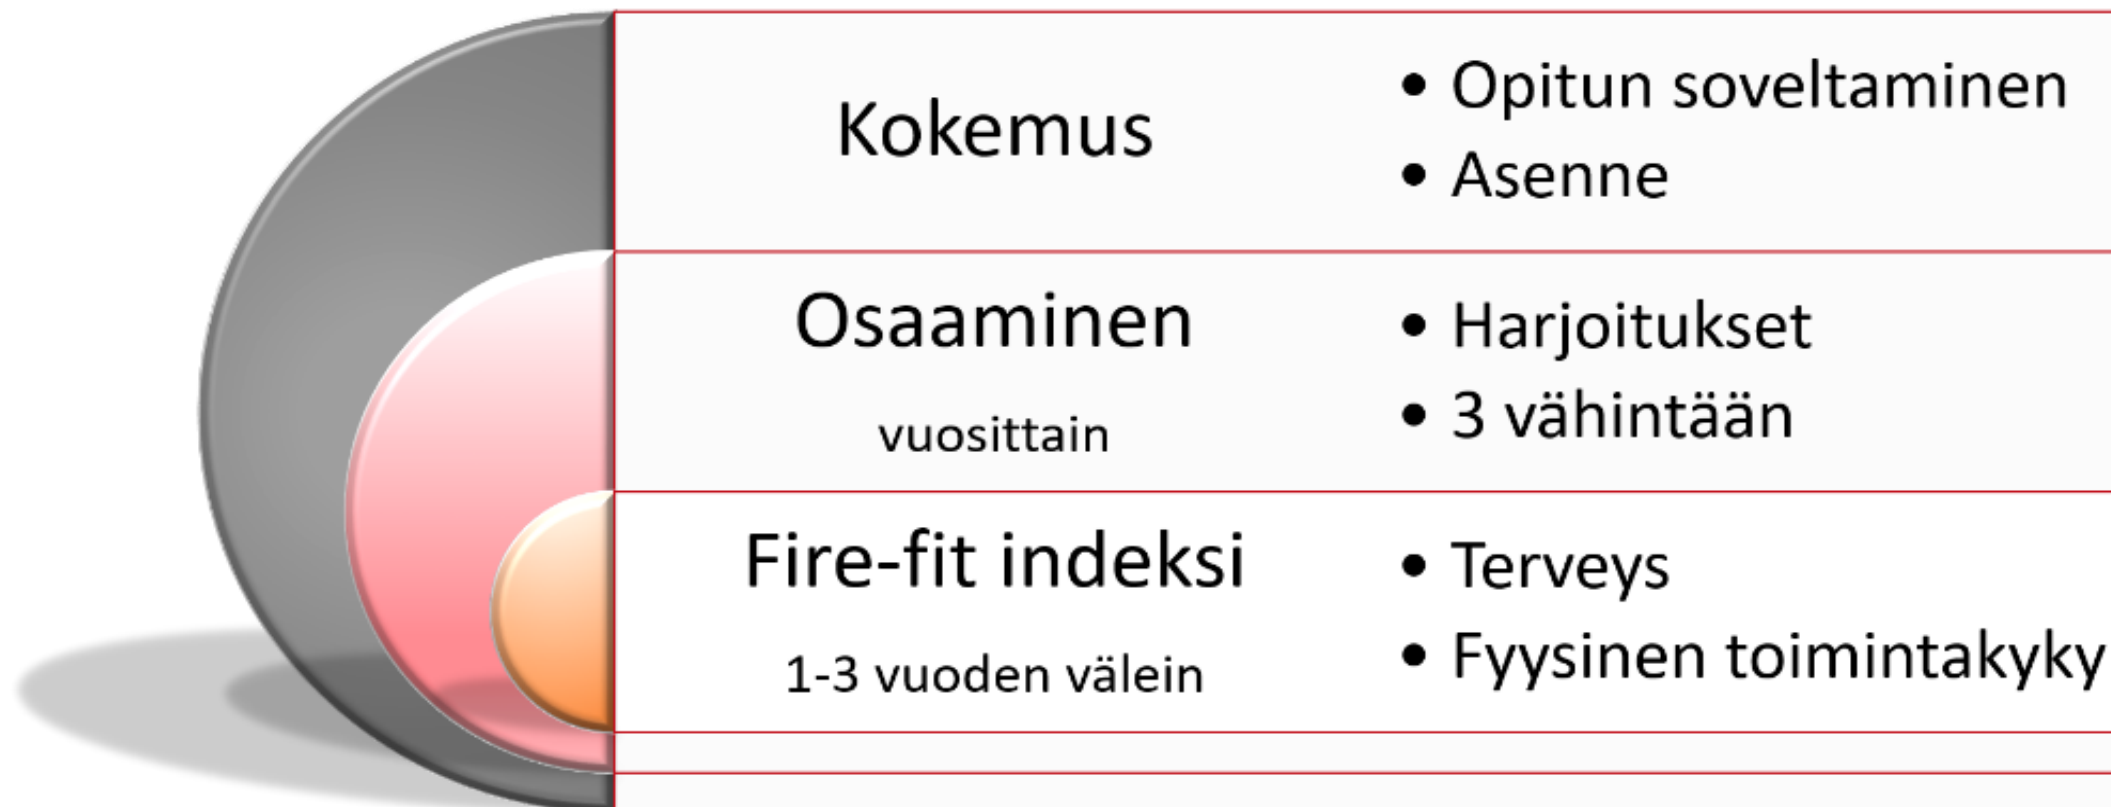 Kokemus
• Opitun soveltaminen
• Asenne
Osaaminen
vuosittain
• Harjoitukset
• 3 vähintään
Fire-fit indeksi
1-3 vuoden välein
• Terveys
• Fyysinen toimintakyky